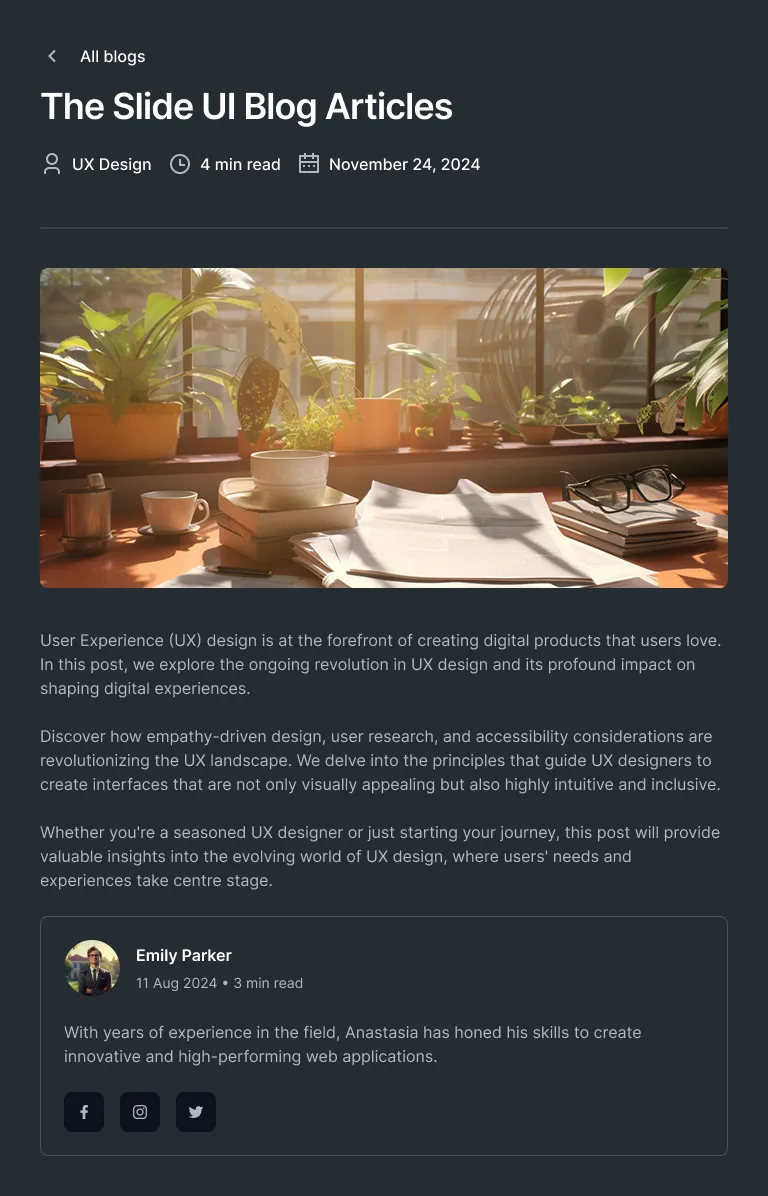 All blogs
The Slide UI Blog Articles
UX Design 4 min read November 24, 2024
User Experience (UX) design is at the forefront of creating digital products that users love.
In this post, we explore the ongoing revolution in UX design and its profound impact on
shaping digital experiences.
Discover how empathy-driven design, user research, and accessibility considerations are
revolutionizing the UX landscape. We delve into the principles that guide UX designers to
create interfaces that are not only visually appealing but also highly intuitive and inclusive.
Whether you're a seasoned UX designer or just starting your journey, this post will provide
valuable insights into the evolving world of UX design, where users' needs and
experiences take centre stage.
Emily Parker
11 Aug 2024 • 3 min read
With years of experience in the field, Anastasia has honed his skills to create
innovative and high-performing web applications.